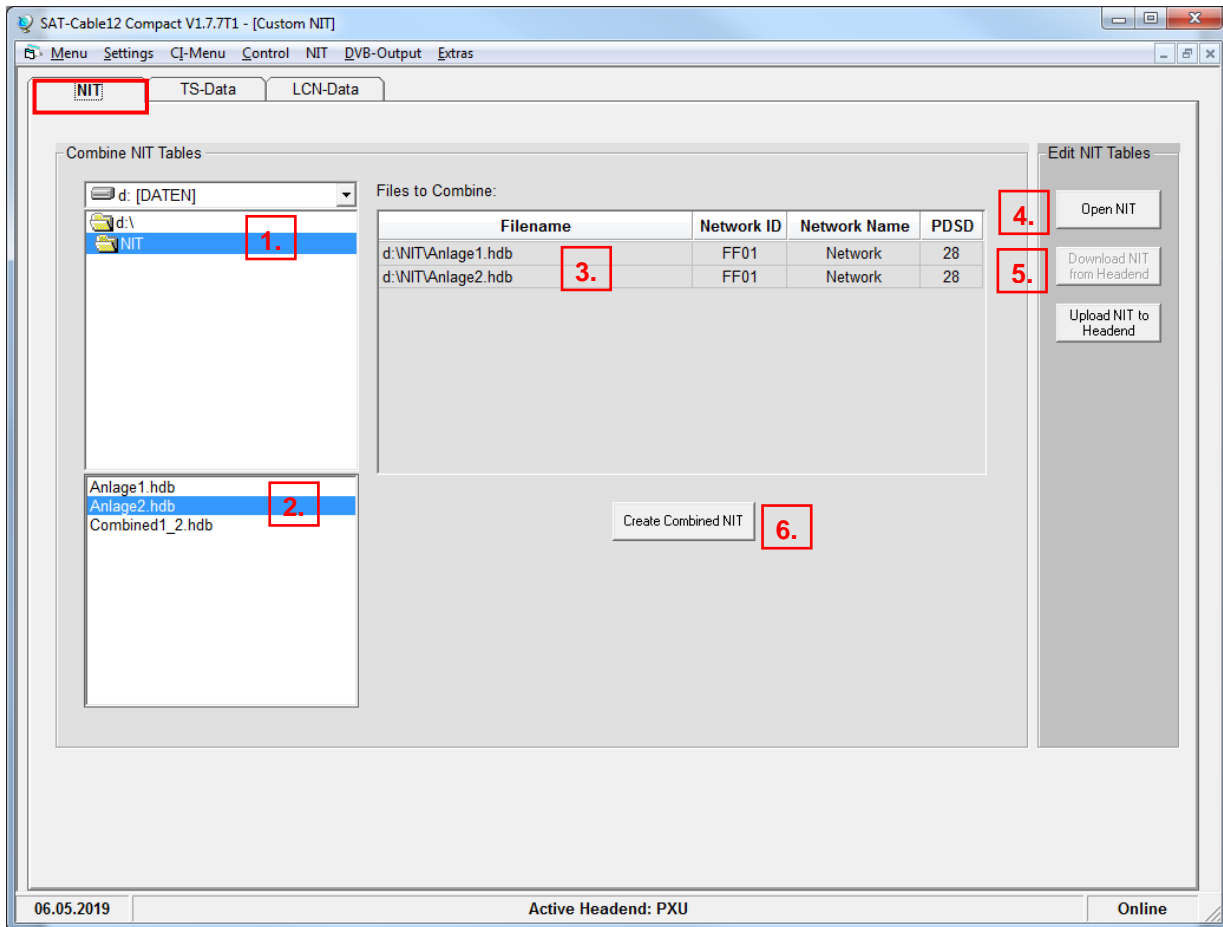 SAT-Cable12 Compact V1.7.7T1 - [Custom NIT]
Menu Settings CI-Menu Control NIT DVB-Output Extras
NIT TS-Data LCN-Data
Combine NIT Tables
d: [DATEN]
d:\
NIT
1.
Anlage1.hdb
Anlage2.hdb
Combined1_2.hdb
2.
Files to Combine:
Filename Network ID Network Name PDSD
d:\NIT\Anlage1.hdb FF01 Network 28
d:\NIT\Anlage2.hdb FF01 Network 28
3.
Create Combined NIT
6.
Edit NIT Tables
4.
Open NIT
5.
Download NIT
from Headend
Upload NIT to
Headend
06.05.2019 Active Headend: PXU Online